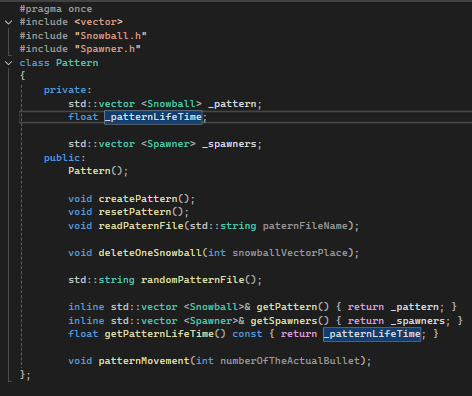 #pragma once
#include <vector>
#include "Snowball.h"
#include "Spawner.h"
class Pattern
{
private:
std::vector <Snowball> _pattern;
float _patternLifeTime;
std::vector <Spawner> _spawners;
public:
Pattern();
void createPattern();
void resetPattern();
void readPaternFile(std::string paternFileName);
void deleteOneSnowball(int snowballVectorPlace);
std::string randomPatternFile();
inline std::vector <Snowball>& getPattern() { return _pattern; }
inline std::vector <Spawner>& getSpawners() { return _spawners; }
float getPatternLifeTime() const { return _patternLifeTime; }
void patternMovement(int numberOfTheActualBullet);
};